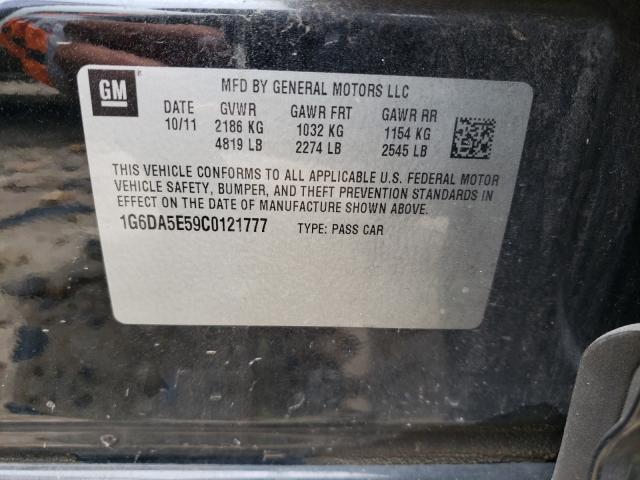 GM
MFD BY GENERAL MOTORS LLC
DATE GVWR GAWR FRT GAWR RR
10/11 2186 KG 1032 KG 1154 KG
4819 LB 2274 LB 2545 LB
THIS VEHICLE CONFORMS TO ALL APPLICABLE U.S. FEDERAL MOTOR
VEHICLE SAFETY, BUMPER, AND THEFT PREVENTION STANDARDS IN
EFFECT ON THE DATE OF MANUFACTURE SHOWN ABOVE.
1G6DA5E59C0121777 TYPE: PASS CAR